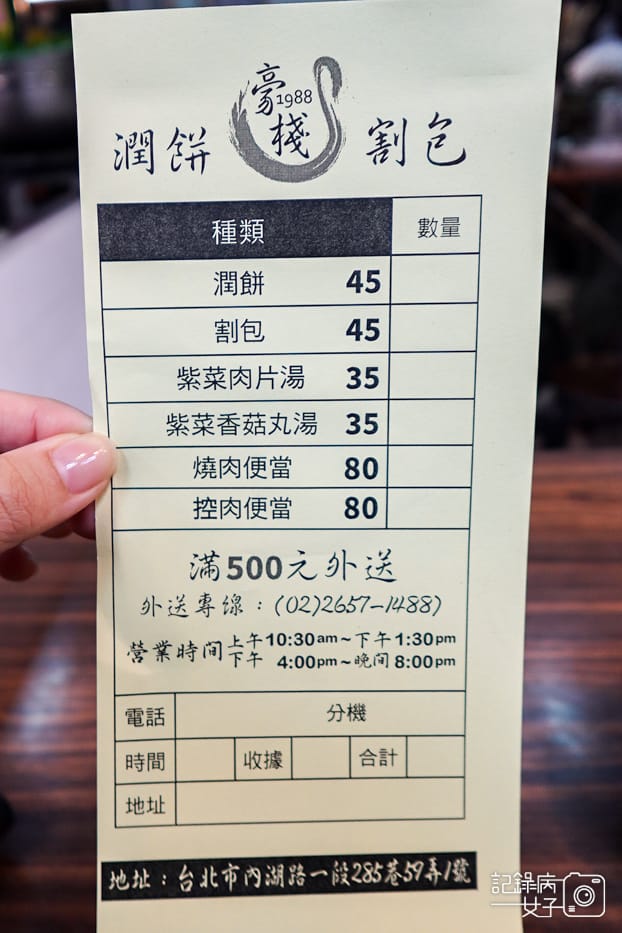 豪棧
1988
潤餅 割包
種類 數量
潤餅 45
割包 45
紫菜肉片湯 35
紫菜香菇丸湯 35
燒肉便當 80
控肉便當 80
滿500元外送
外送專線：(02)2657-1488)
營業時间 上午10:30am~下午1:30pm
下午 4:00pm~晚间8:00pm
電話 分機
時間 收據 合計
地址
地址：台北市內湖路一段285巷59弄1號
記錄病
女子